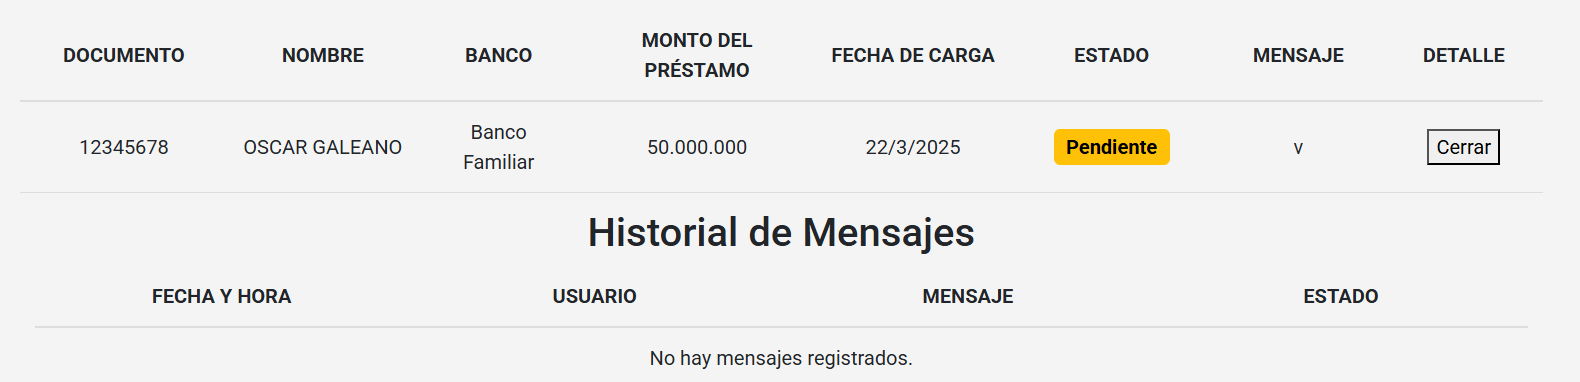 DOCUMENTO NOMBRE BANCO MONTO DEL PRÉSTAMO FECHA DE CARGA ESTADO MENSAJE DETALLE
12345678 OSCAR GALEANO Banco Familiar 50.000.000 22/3/2025 Pendiente v Cerrar
Historial de Mensajes
FECHA Y HORA USUARIO MENSAJE ESTADO
No hay mensajes registrados.